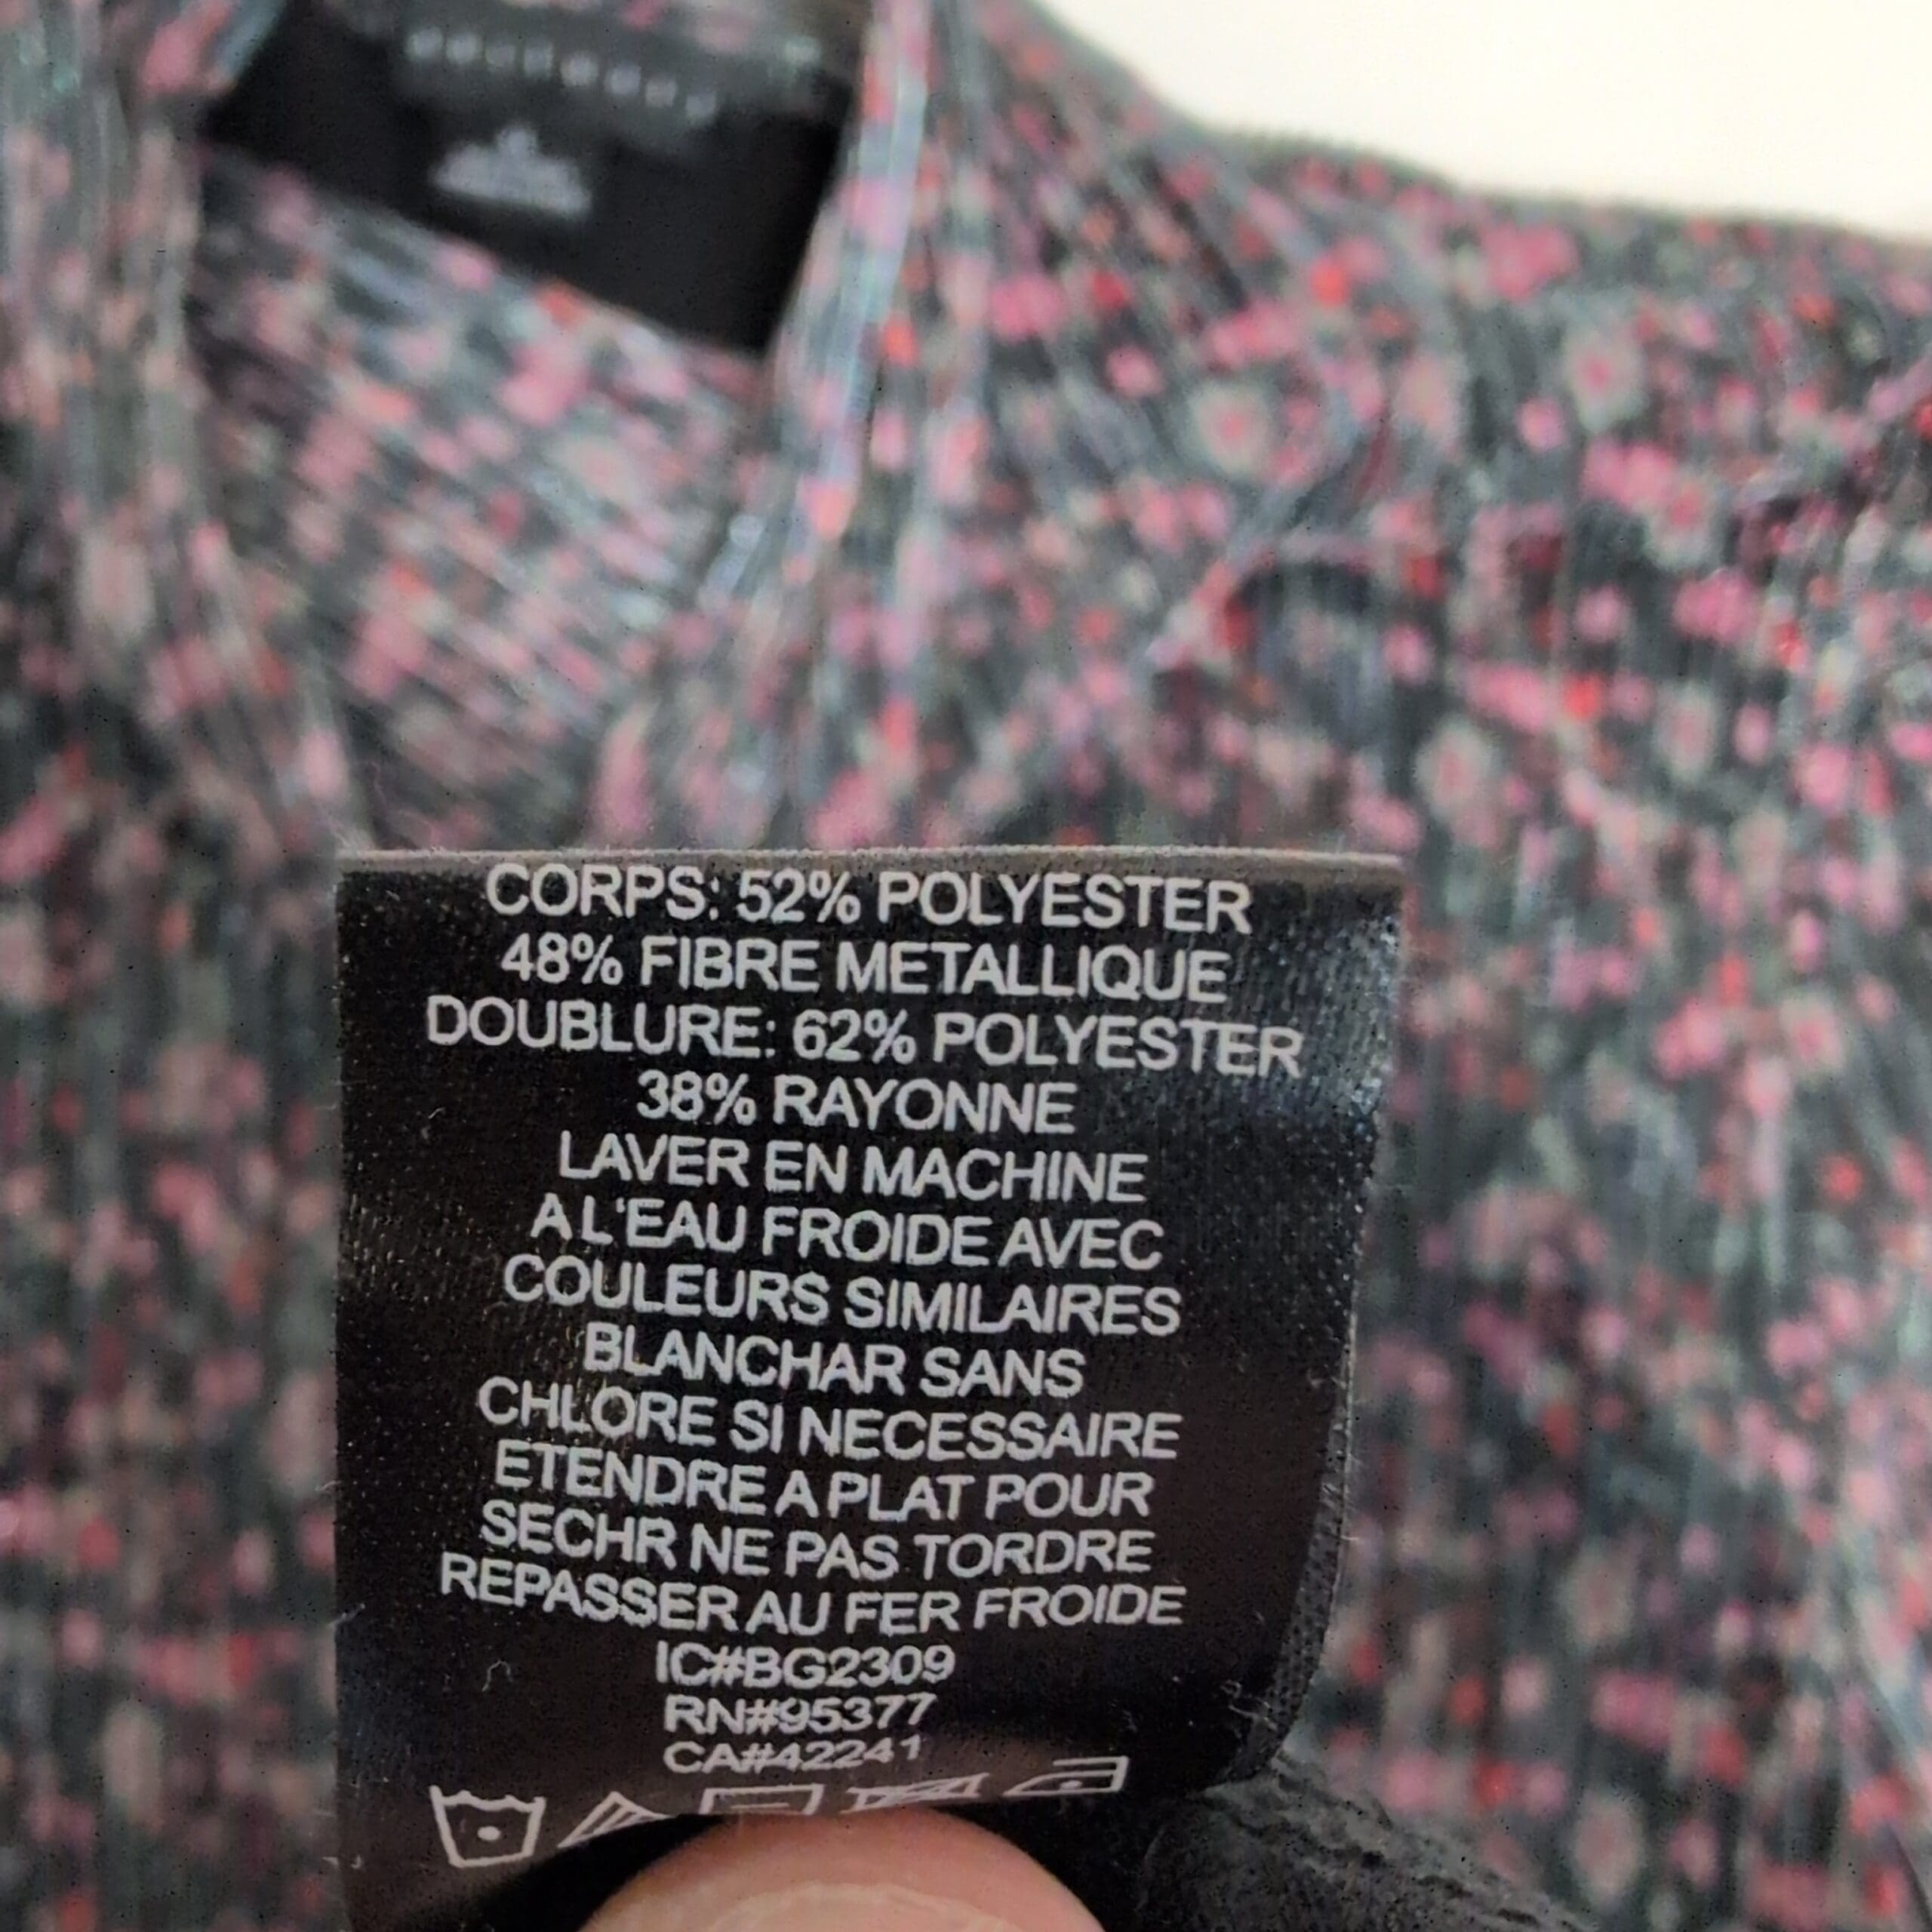 CORPS: 52% POLYESTER
48% FIBRE METALLIQUE
DOUBLURE: 62% POLYESTER
38% RAYONNE
LAVER EN MACHINE
A L'EAU FROIDE AVEC
COULEURS SIMILAIRES
BLANCHAR SANS
CHLORE SI NECESSAIRE
ETENDRE A PLAT POUR
SECHR NE PAS TORDRE
REPASSER AU FER FROIDE
IC#BG2309
RN#95377
CA#42241